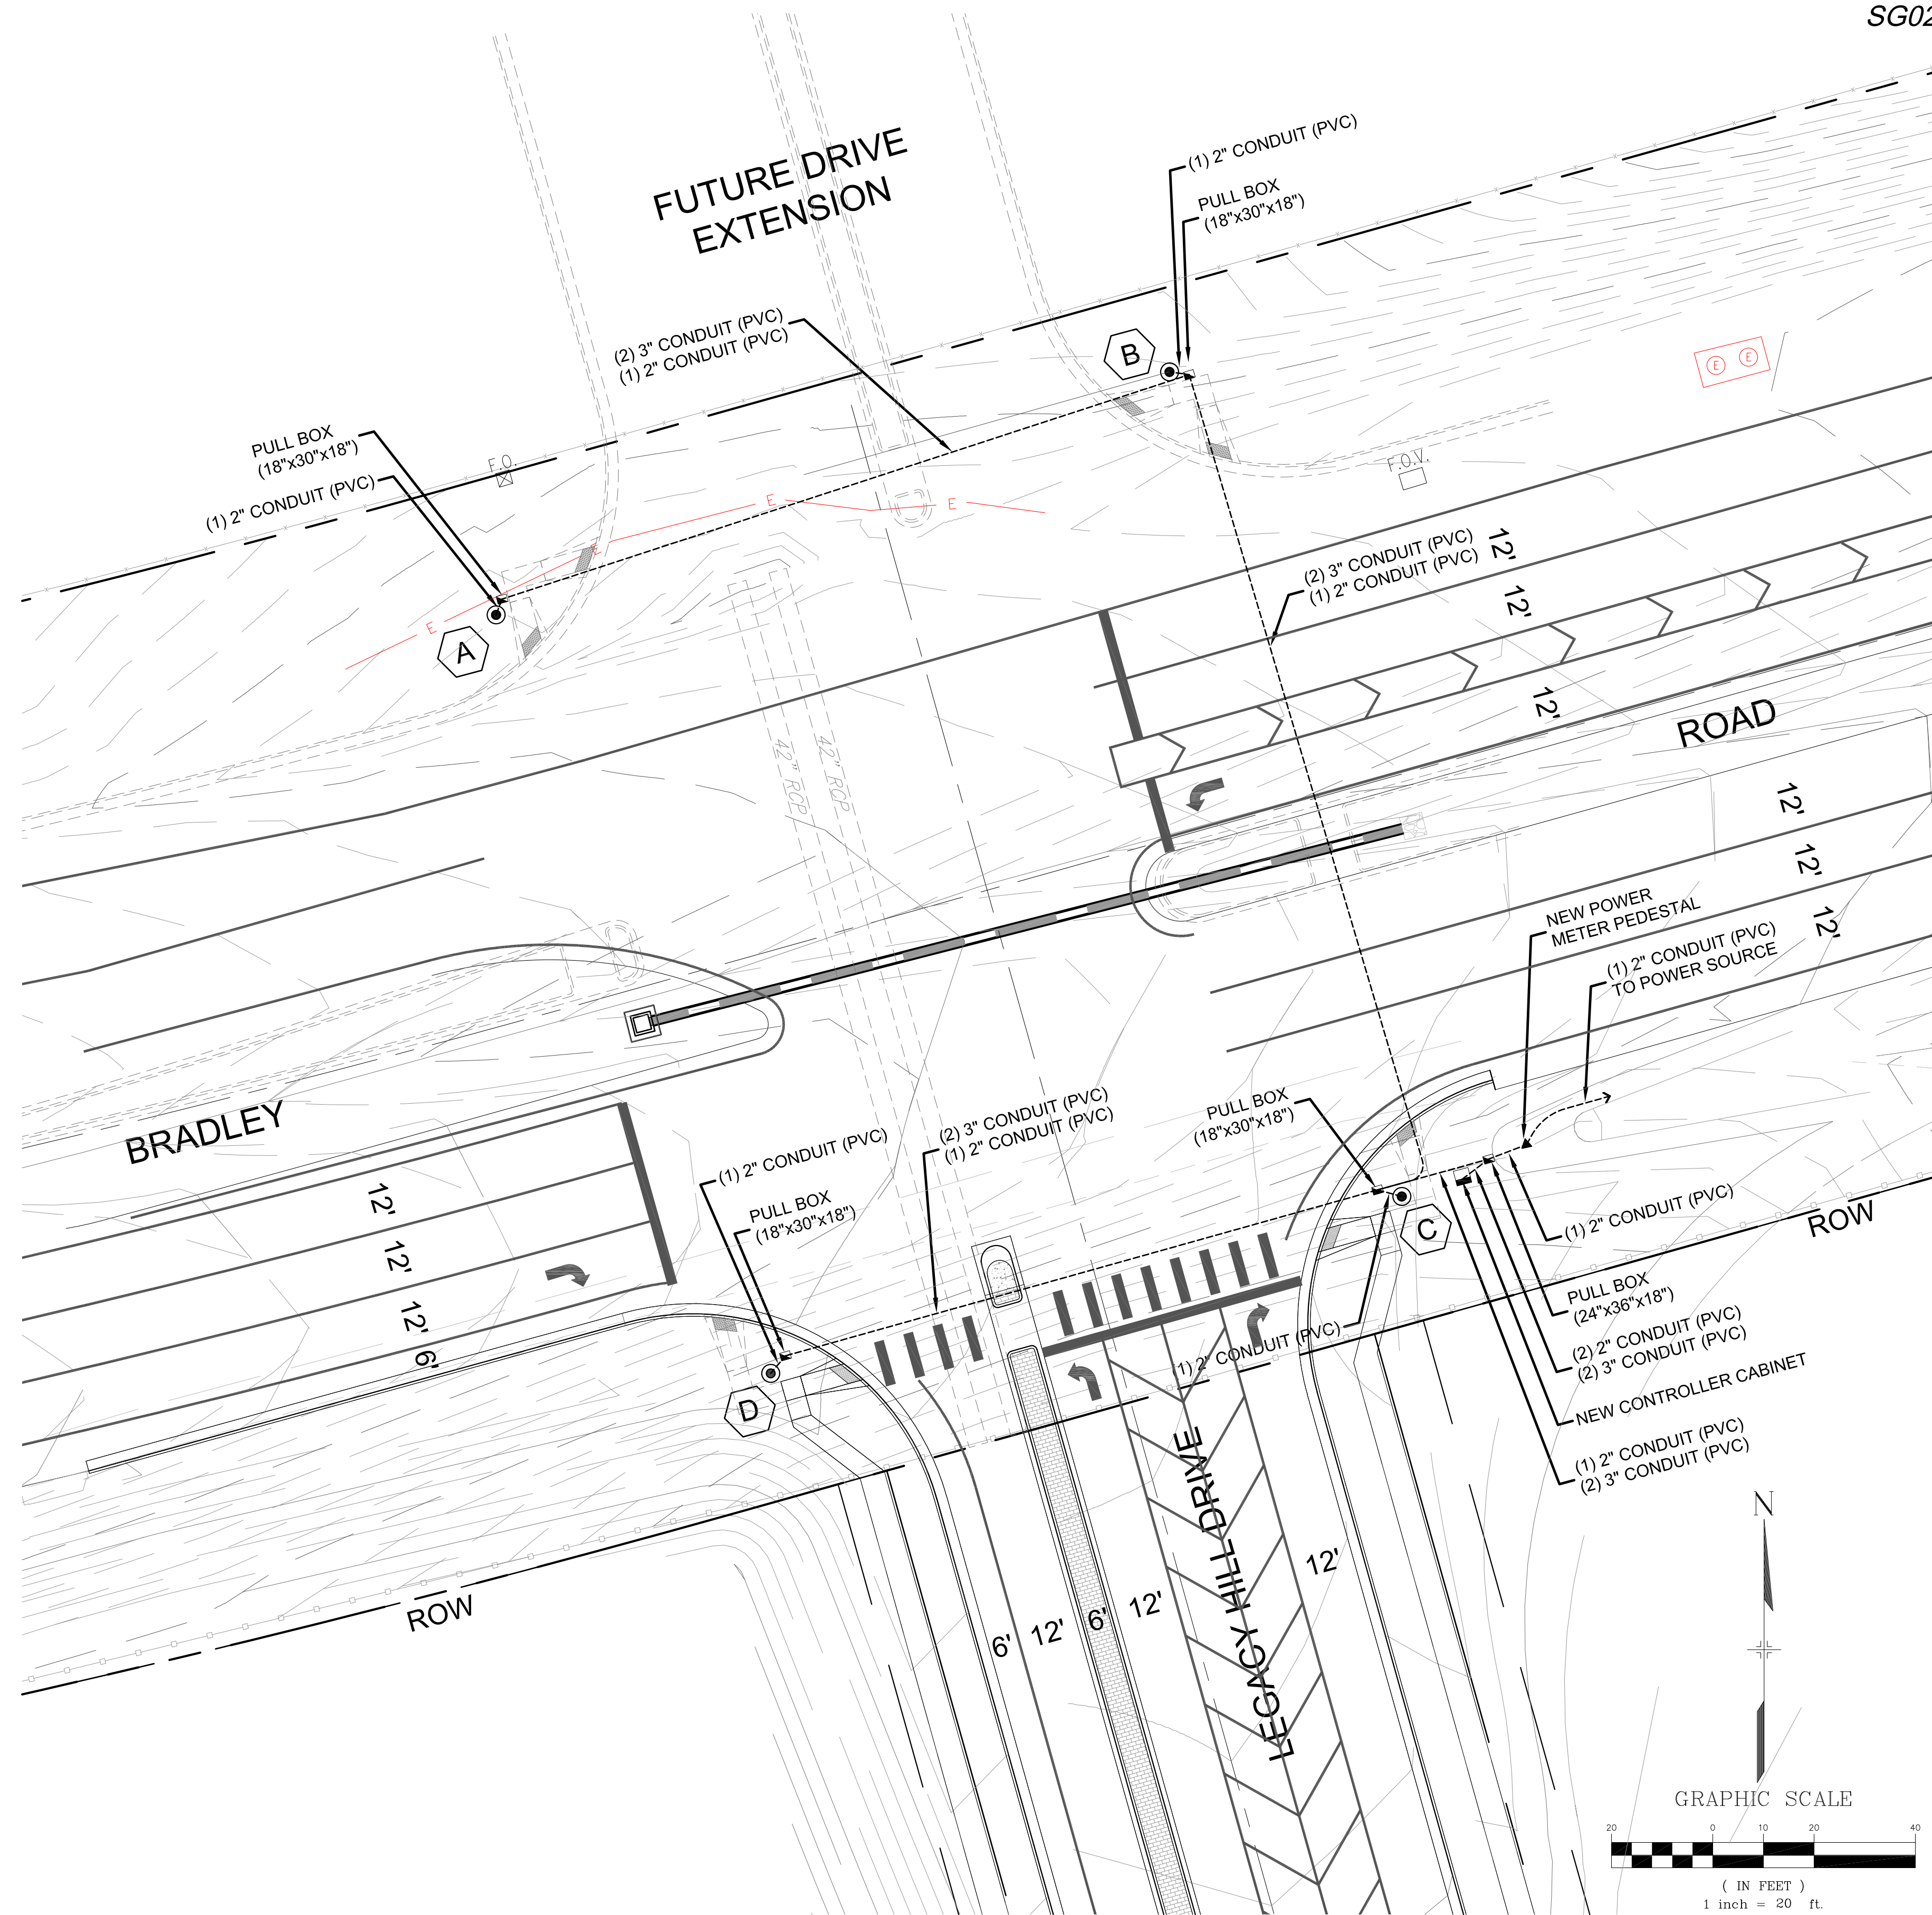 SG02
FUTURE DRIVE
EXTENSION
(1) 2" CONDUIT (PVC)
PULL BOX
(18"x30"x18")
(2) 3" CONDUIT (PVC)
(1) 2" CONDUIT (PVC)
B
E E
PULL BOX
(18"x30"x18")
(1) 2" CONDUIT (PVC)
F.O.
F.O.V.
E
E
E
E
A
(2) 3" CONDUIT (PVC)
(1) 2" CONDUIT (PVC)
12'
12'
12'
ROAD
42" RCP
42" RCP
12'
12'
12'
NEW POWER
METER PEDESTAL
(1) 2" CONDUIT (PVC)
TO POWER SOURCE
BRADLEY
(1) 2" CONDUIT (PVC)
PULL BOX
(18"x30"x18")
(2) 3" CONDUIT (PVC)
(1) 2" CONDUIT (PVC)
PULL BOX
(18"x30"x18")
12'
12'
12'
6'
C
D
(1) 2" CONDUIT (PVC)
(1) 2" CONDUIT (PVC)
ROW
PULL BOX
(24"x36"x18")
(2) 2" CONDUIT (PVC)
(2) 3" CONDUIT (PVC)
NEW CONTROLLER CABINET
(1) 2" CONDUIT (PVC)
(2) 3" CONDUIT (PVC)
LEGACY HILL DRIVE
ROW
6'
12'
6'
12'
12'
N
GRAPHIC SCALE
20 0 10 20 40
( IN FEET )
1 inch = 20 ft.